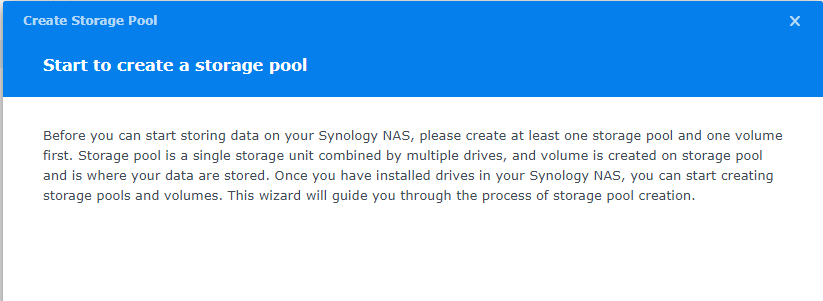 Create Storage Pool
Start to create a storage pool
Before you can start storing data on your Synology NAS, please create at least one storage pool and one volume
first. Storage pool is a single storage unit combined by multiple drives, and volume is created on storage pool
and is where your data are stored. Once you have installed drives in your Synology NAS, you can start creating
storage pools and volumes. This wizard will guide you through the process of storage pool creation.